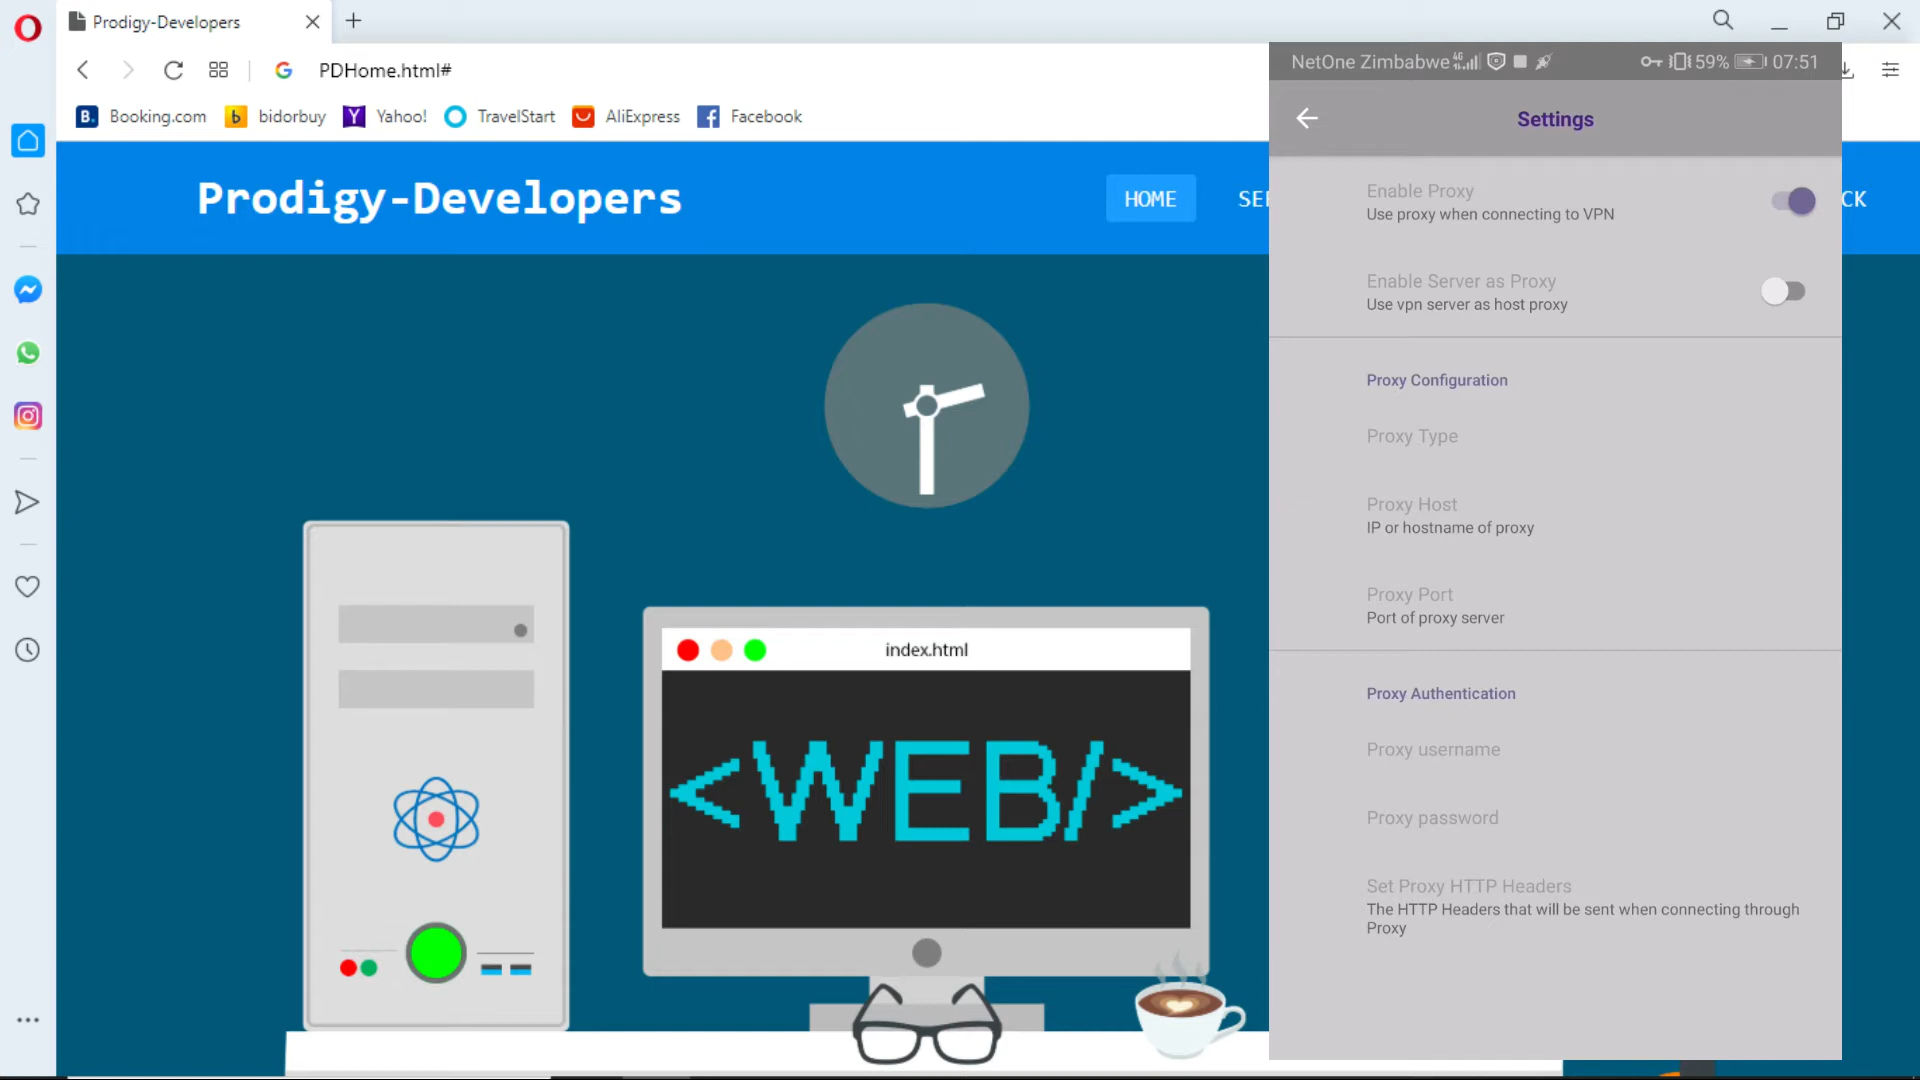 Prodigy-Developers
PDHome.html#
Booking.com bidorbuy Yahoo! TravelStart AliExpress Facebook
Prodigy-Developers
HOME SER CK
index.html
<WEB/>
NetOne Zimbabwe 4G 59% 07:51
Settings
Enable Proxy
Use proxy when connecting to VPN
Enable Server as Proxy
Use vpn server as host proxy
Proxy Configuration
Proxy Type
Proxy Host
IP or hostname of proxy
Proxy Port
Port of proxy server
Proxy Authentication
Proxy username
Proxy password
Set Proxy HTTP Headers
The HTTP Headers that will be sent when connecting through
Proxy